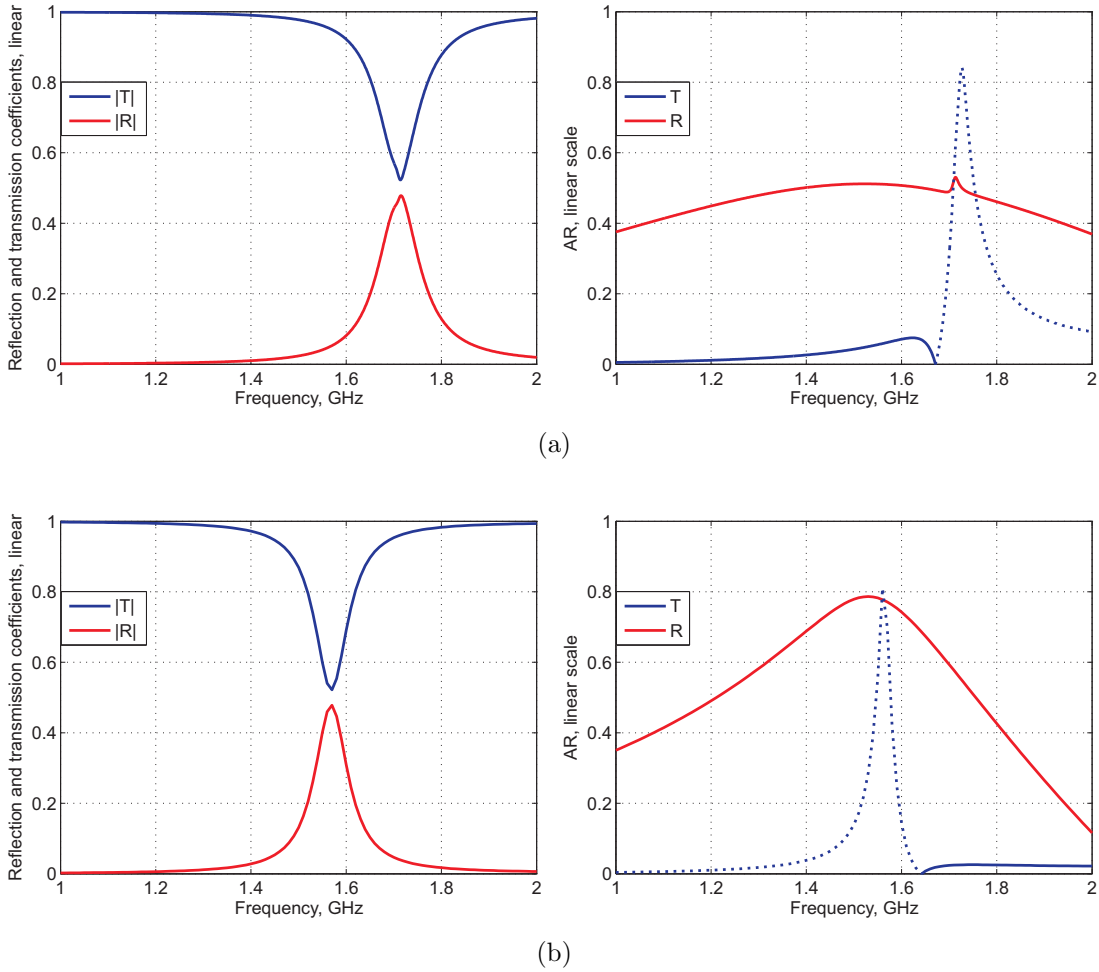 Reflection and transmission coefficients, linear
1
0.8
0.6
0.4
0.2
0
|T|
|R|
1 1.2 1.4 1.6 1.8 2
Frequency, GHz
AR, linear scale
1
0.8
0.6
0.4
0.2
0
T
R
1 1.2 1.4 1.6 1.8 2
Frequency, GHz
(a)
Reflection and transmission coefficients, linear
1
0.8
0.6
0.4
0.2
0
|T|
|R|
1 1.2 1.4 1.6 1.8 2
Frequency, GHz
AR, linear scale
1
0.8
0.6
0.4
0.2
0
T
R
1 1.2 1.4 1.6 1.8 2
Frequency, GHz
(b)